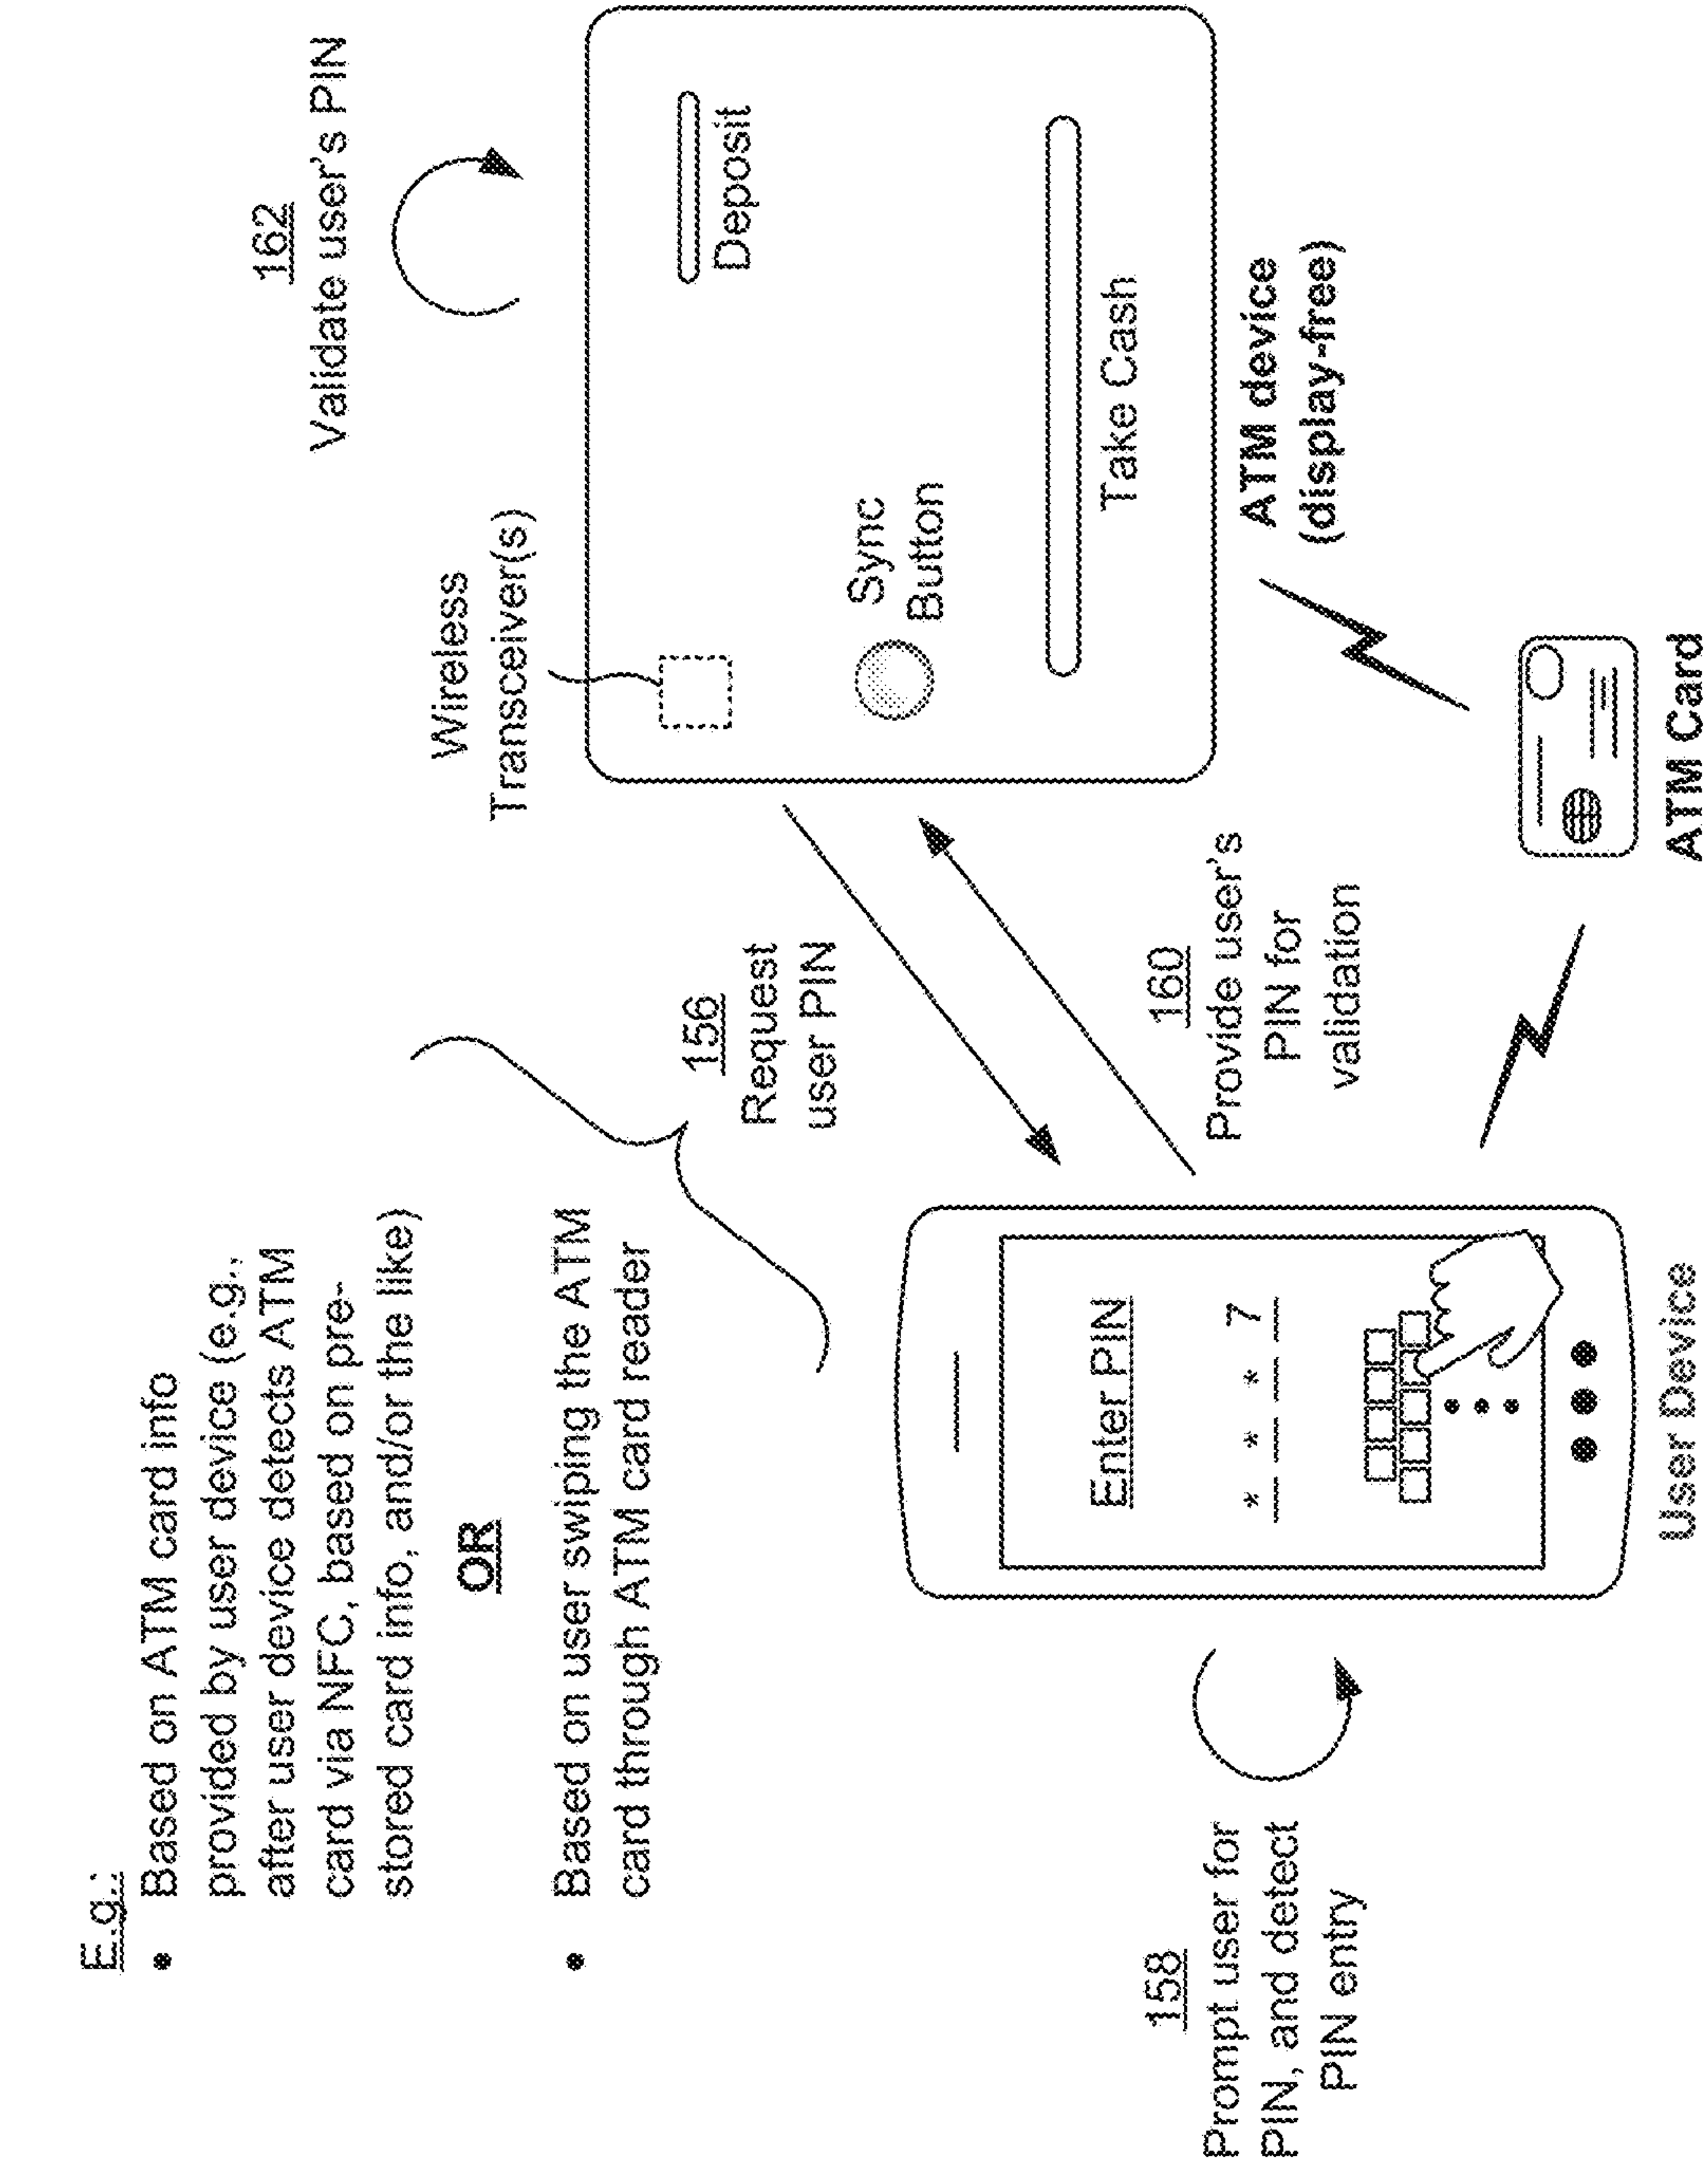 E.g.:
• Based on ATM card info
provided by user device (e.g.,
after user device detects ATM
card via NFC, based on pre-
stored card info, and/or the like)
OR
• Based on user swiping the ATM
card through ATM card reader
156
Request
user PIN
Wireless
Transceiver(s)
162
Validate user's PIN
Deposit
Sync
Button
Take Cash
ATM device
(display-free)
158
Prompt user for
PIN, and detect
PIN entry
Enter PIN
* * * 7
User Device
160
Provide user's
PIN for
validation
ATM Card